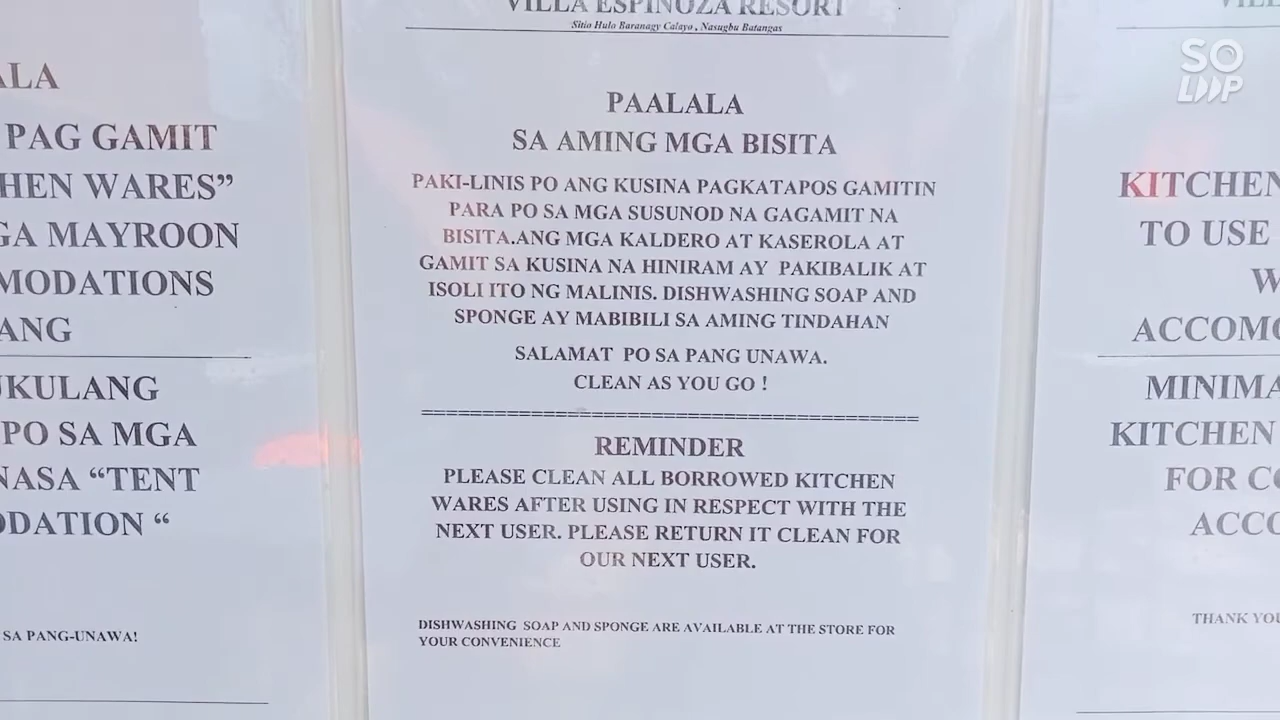 ALA
PAG GAMIT
HEN WARES”
GA MAYROON
MODATIONS
ANG
UKULANG
PO SA MGA
NASA “TENT
ODATION “
SA PANG-UNAWA!
VILLA ESPINOZA RESORT
Sitio Hulo Baranagy Calayo , Nasugbu Batangas
PAALALA
SA AMING MGA BISITA
PAKI-LINIS PO ANG KUSINA PAGKATAPOS GAMITIN
PARA PO SA MGA SUSUNOD NA GAGAMIT NA
BISITA.ANG MGA KALDERO AT KASEROLA AT
GAMIT SA KUSINA NA HINIRAM AY PAKIBALIK AT
ISOLI ITO NG MALINIS. DISHWASHING SOAP AND
SPONGE AY MABIBILI SA AMING TINDAHAN
SALAMAT PO SA PANG UNAWA.
CLEAN AS YOU GO !
REMINDER
PLEASE CLEAN ALL BORROWED KITCHEN
WARES AFTER USING IN RESPECT WITH THE
NEXT USER. PLEASE RETURN IT CLEAN FOR
OUR NEXT USER.
DISHWASHING SOAP AND SPONGE ARE AVAILABLE AT THE STORE FOR
YOUR CONVENIENCE
KITCHEN
TO USE
W
ACCOMO
MINIMA
KITCHEN
FOR CO
ACCO
THANK YOU
SO
LOOP